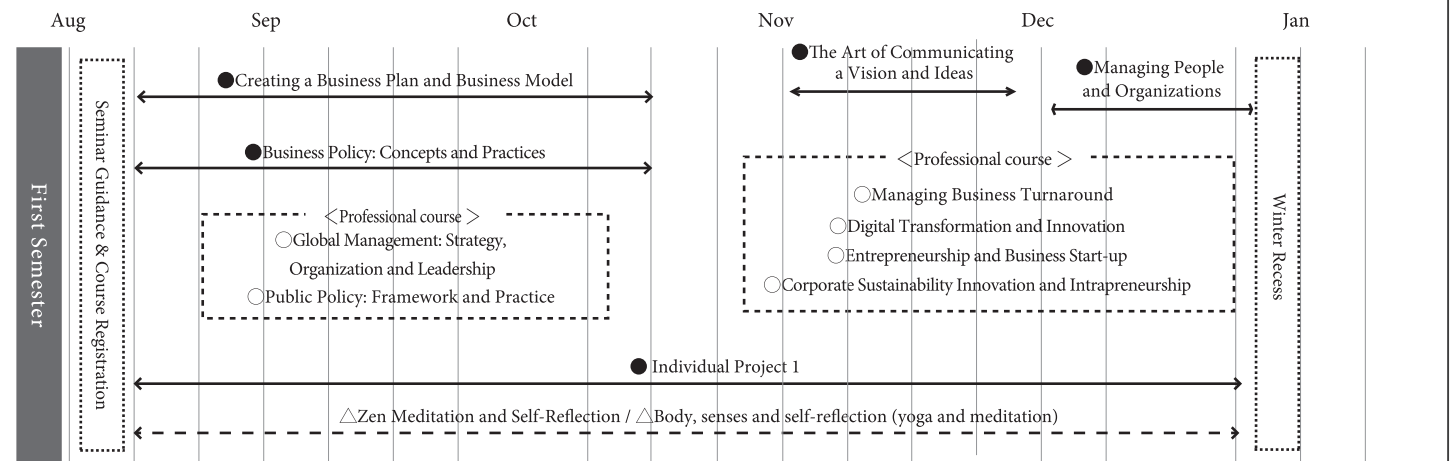 Aug Sep Oct Nov Dec Jan
First Semester
Seminar Guidance & Course Registration
●Creating a Business Plan and Business Model
●Business Policy: Concepts and Practices
<Professional course>
○Global Management: Strategy,
Organization and Leadership
○Public Policy: Framework and Practice
●The Art of Communicating
a Vision and Ideas
●Managing People
and Organizations
<Professional course>
○Managing Business Turnaround
○Digital Transformation and Innovation
○Entrepreneurship and Business Start-up
○Corporate Sustainability Innovation and Intrapreneurship
●Individual Project 1
△Zen Meditation and Self-Reflection / △Body, senses and self-reflection (yoga and meditation)
Winter Recess